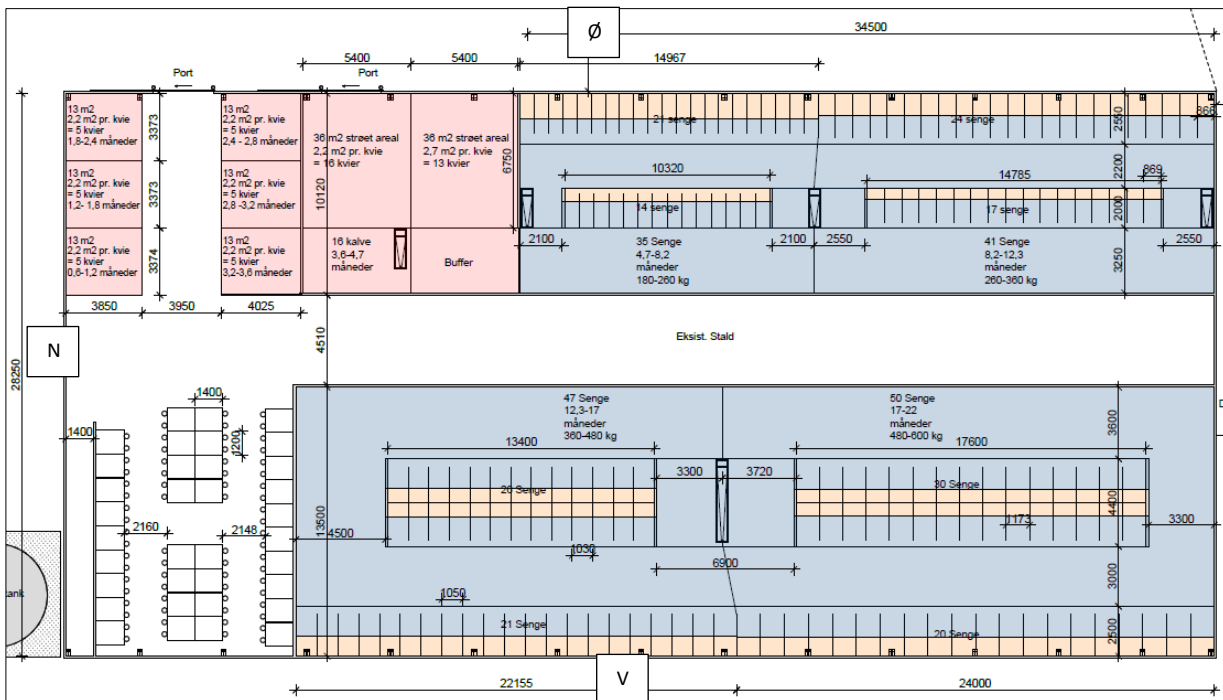 Ø
34500
5400
5400
14967
Port
Port
13 m2
2,2 m2 pr. kvie
= 5 kvier
1,8-2,4 måneder
3373
13 m2
2,2 m2 pr. kvie
= 5 kvier
2,4 - 2,8 måneder
36 m2 strøet areal
2,2 m2 pr. kvie
= 16 kvier
36 m2 strøet areal
2,7 m2 pr. kvie
= 13 kvier
6750
21 senge
24 senge
866
2550
13 m2
2,2 m2 pr. kvie
= 5 kvier
1,2- 1,8 måneder
3373
13 m2
2,2 m2 pr. kvie
= 5 kvier
2,8 -3,2 måneder
10120
10320
14785
869
2200
14 senge
17 senge
2000
13 m2
2,2 m2 pr. kvie
= 5 kvier
0,6-1,2 måneder
3374
13 m2
2,2 m2 pr. kvie
= 5 kvier
3,2-3,6 måneder
16 kalve
3,6-4,7
måneder
Buffer
2100
35 Senge
4,7-8,2
måneder
180-260 kg
2100
2550
41 Senge
8,2-12,3
måneder
260-360 kg
2550
3250
3850
3950
4025
N
28250
4510
Eksist. Stald
1400
1400
1200
47 Senge
12,3-17
måneder
360-480 kg
50 Senge
17-22
måneder
480-600 kg
3600
13400
17600
3300
3720
26 Senge
30 Senge
4400
1173
2160
2148
4500
13500
3300
1030
6900
3000
1050
tank
21 Senge
20 Senge
2500
22155
V
24000